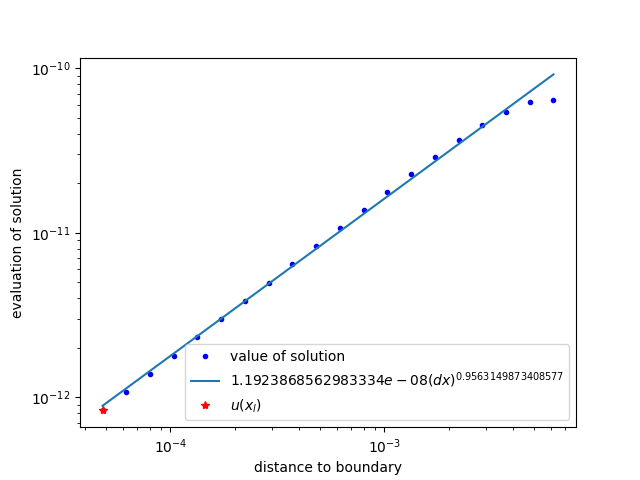 10⁻¹⁰
10⁻¹¹
10⁻¹²
evaluation of solution
value of solution
1.1923868562983334e − 08(dx)^0.9563149873408577
u(x_l)
10⁻⁴
10⁻³
distance to boundary